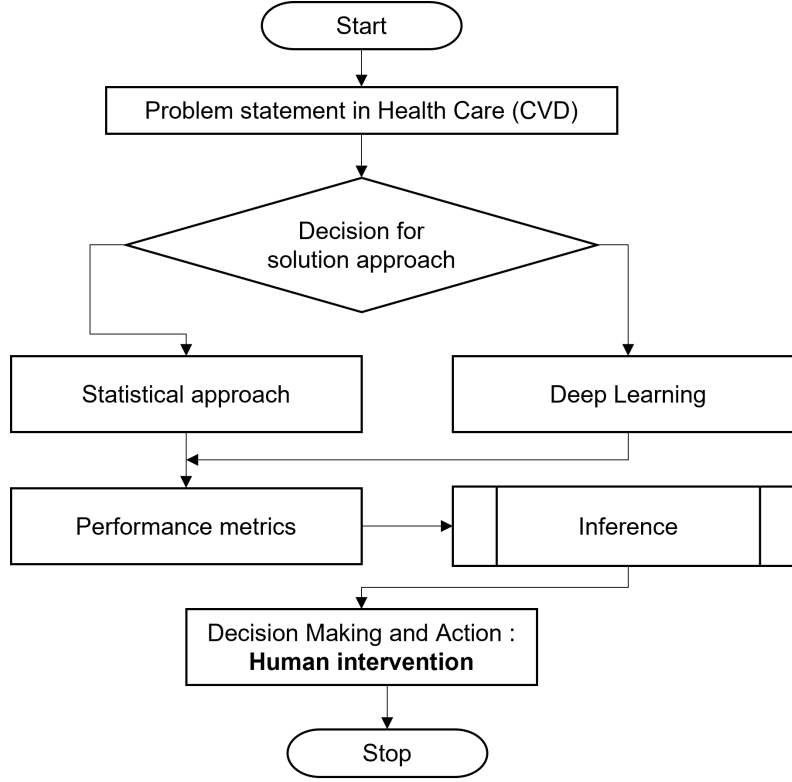 Start
Problem statement in Health Care (CVD)
Decision for
solution approach
Statistical approach
Deep Learning
Performance metrics
Inference
Decision Making and Action :
Human intervention
Stop